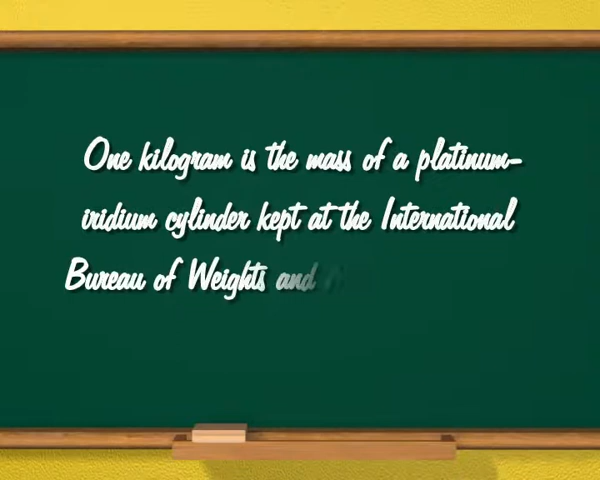 One kilogram is the mass of a platinum-
iridium cylinder kept at the International
Bureau of Weights and